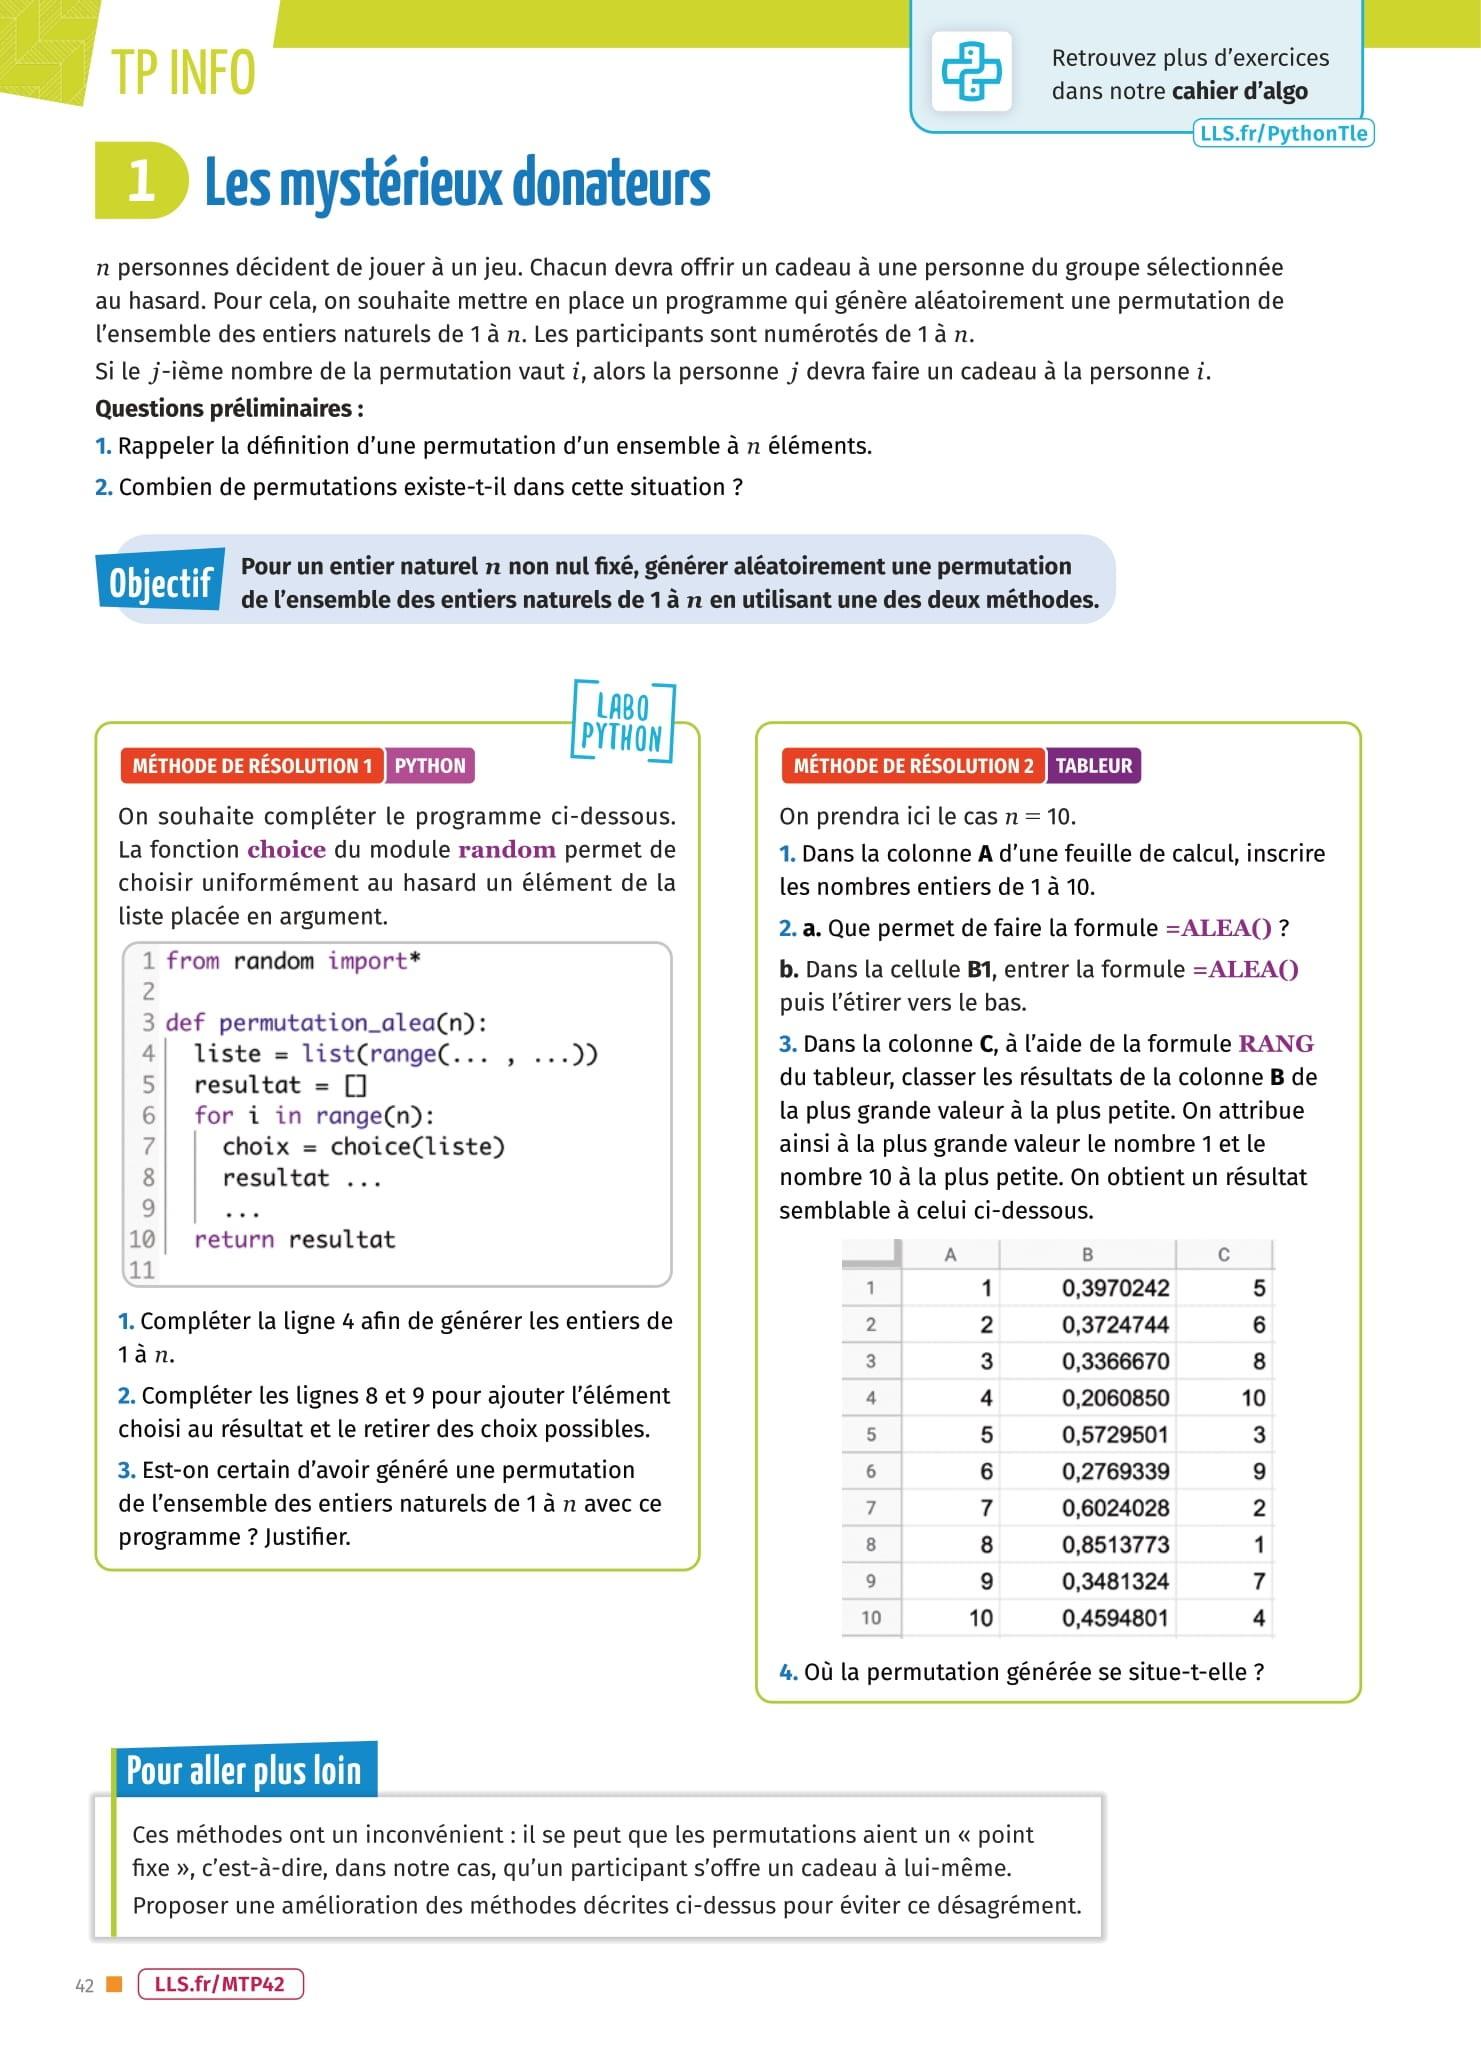 TP INFO
Retrouvez plus d'exercices
dans notre cahier d'algo
LLS.fr/PythonTle
1 Les mystérieux donateurs
n personnes décident de jouer à un jeu. Chacun devra offrir un cadeau à une personne du groupe sélectionnée
au hasard. Pour cela, on souhaite mettre en place un programme qui génère aléatoirement une permutation de
l'ensemble des entiers naturels de 1 à n. Les participants sont numérotés de 1 à n.
Si le j-ième nombre de la permutation vaut i, alors la personne j devra faire un cadeau à la personne i.
Questions préliminaires :
1. Rappeler la définition d'une permutation d'un ensemble à n éléments.
2. Combien de permutations existe-t-il dans cette situation ?
Objectif
Pour un entier naturel n non nul fixé, générer aléatoirement une permutation
de l'ensemble des entiers naturels de 1 à n en utilisant une des deux méthodes.
LABO
PYTHON
MÉTHODE DE RÉSOLUTION 1 PYTHON
On souhaite compléter le programme ci-dessous.
La fonction choice du module random permet de
choisir uniformément au hasard un élément de la
liste placée en argument.
1 from random import*
2
3 def permutation_alea(n):
4 liste = list(range(... , ...))
5 resultat = []
6 for i in range(n):
7 choix = choice(liste)
8 resultat ...
9 ...
10 return resultat
11
1. Compléter la ligne 4 afin de générer les entiers de
1 à n.
2. Compléter les lignes 8 et 9 pour ajouter l'élément
choisi au résultat et le retirer des choix possibles.
3. Est-on certain d'avoir généré une permutation
de l'ensemble des entiers naturels de 1 à n avec ce
programme ? Justifier.
MÉTHODE DE RÉSOLUTION 2 TABLEUR
On prendra ici le cas n = 10.
1. Dans la colonne A d'une feuille de calcul, inscrire
les nombres entiers de 1 à 10.
2. a. Que permet de faire la formule =ALEA() ?
b. Dans la cellule B1, entrer la formule =ALEA()
puis l'étirer vers le bas.
3. Dans la colonne C, à l'aide de la formule RANG
du tableur, classer les résultats de la colonne B de
la plus grande valeur à la plus petite. On attribue
ainsi à la plus grande valeur le nombre 1 et le
nombre 10 à la plus petite. On obtient un résultat
semblable à celui ci-dessous.
A B C
1 1 0,3970242 5
2 2 0,3724744 6
3 3 0,3366670 8
4 4 0,2060850 10
5 5 0,5729501 3
6 6 0,2769339 9
7 7 0,6024028 2
8 8 0,8513773 1
9 9 0,3481324 7
10 10 0,4594801 4
4. Où la permutation générée se situe-t-elle ?
Pour aller plus loin
Ces méthodes ont un inconvénient : il se peut que les permutations aient un « point
fixe », c'est-à-dire, dans notre cas, qu'un participant s'offre un cadeau à lui-même.
Proposer une amélioration des méthodes décrites ci-dessus pour éviter ce désagrément.
42 LLS.fr/MTP42